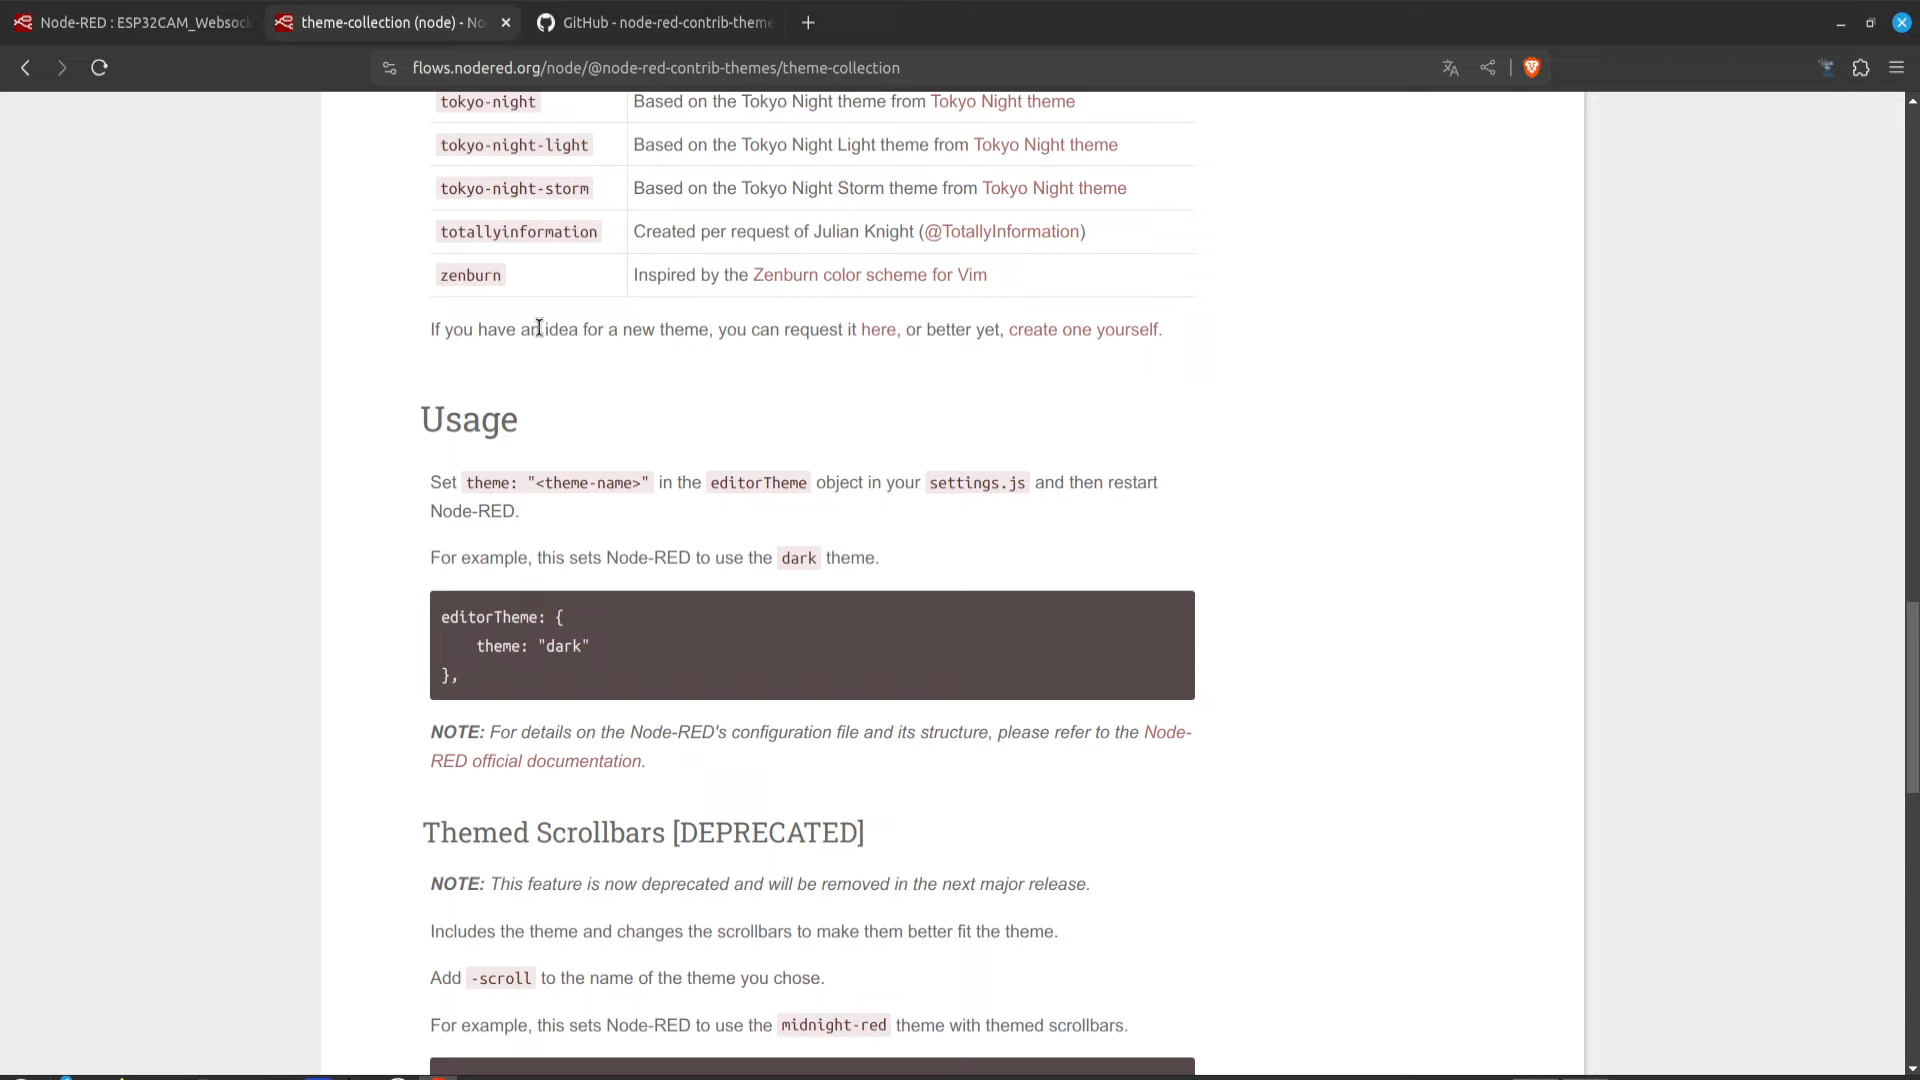 Node-RED : ESP32CAM_Websock
theme-collection (node) - No
GitHub - node-red-contrib-theme
flows.nodered.org/node/@node-red-contrib-themes/theme-collection
tokyo-night Based on the Tokyo Night theme from Tokyo Night theme
tokyo-night-light Based on the Tokyo Night Light theme from Tokyo Night theme
tokyo-night-storm Based on the Tokyo Night Storm theme from Tokyo Night theme
totallyinformation Created per request of Julian Knight (@TotallyInformation)
zenburn Inspired by the Zenburn color scheme for Vim
If you have an idea for a new theme, you can request it here, or better yet, create one yourself.
Usage
Set theme: "<theme-name>" in the editorTheme object in your settings.js and then restart
Node-RED.
For example, this sets Node-RED to use the dark theme.
editorTheme: {
theme: "dark"
},
NOTE: For details on the Node-RED's configuration file and its structure, please refer to the Node-
RED official documentation.
Themed Scrollbars [DEPRECATED]
NOTE: This feature is now deprecated and will be removed in the next major release.
Includes the theme and changes the scrollbars to make them better fit the theme.
Add -scroll to the name of the theme you chose.
For example, this sets Node-RED to use the midnight-red theme with themed scrollbars.